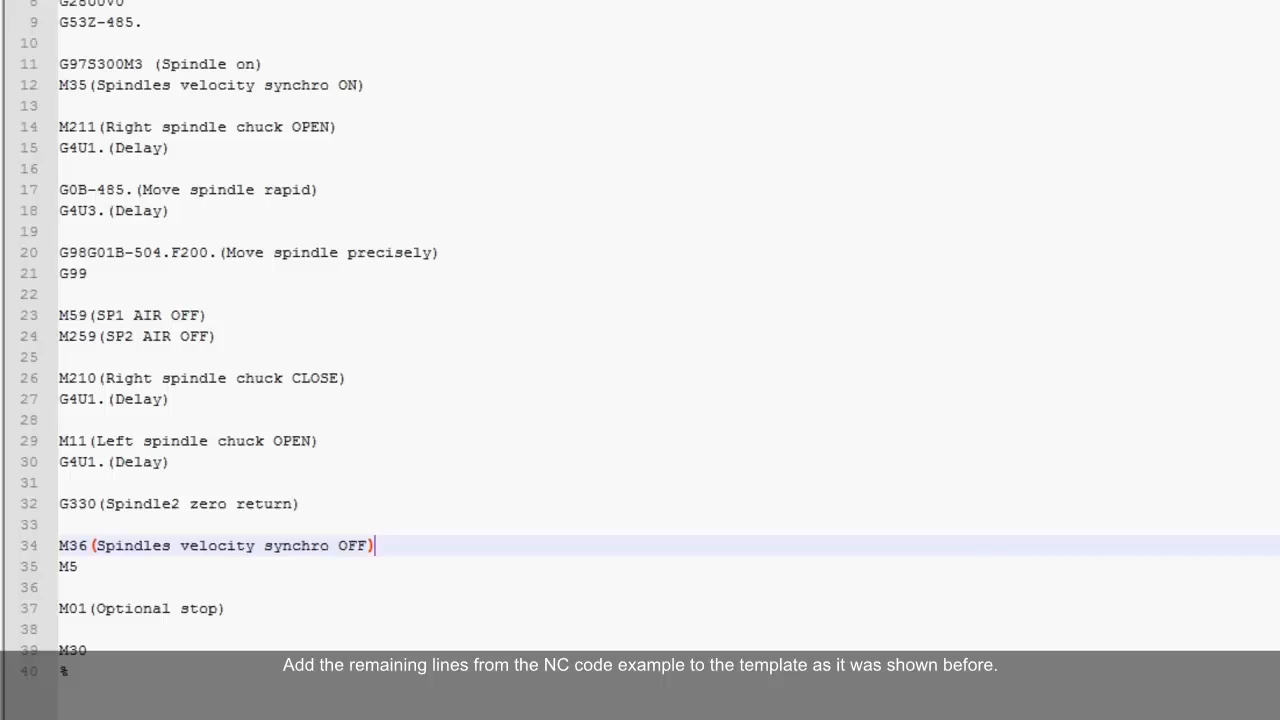 8 G28U0V0
9 G53Z-485.
10
11 G97S300M3 (Spindle on)
12 M35(Spindles velocity synchro ON)
13
14 M211(Right spindle chuck OPEN)
15 G4U1.(Delay)
16
17 G0B-485.(Move spindle rapid)
18 G4U3.(Delay)
19
20 G98G01B-504.F200.(Move spindle precisely)
21 G99
22
23 M59(SP1 AIR OFF)
24 M259(SP2 AIR OFF)
25
26 M210(Right spindle chuck CLOSE)
27 G4U1.(Delay)
28
29 M11(Left spindle chuck OPEN)
30 G4U1.(Delay)
31
32 G330(Spindle2 zero return)
33
34 M36(Spindles velocity synchro OFF)
35 M5
36
37 M01(Optional stop)
38
39 M30
40 %
Add the remaining lines from the NC code example to the template as it was shown before.